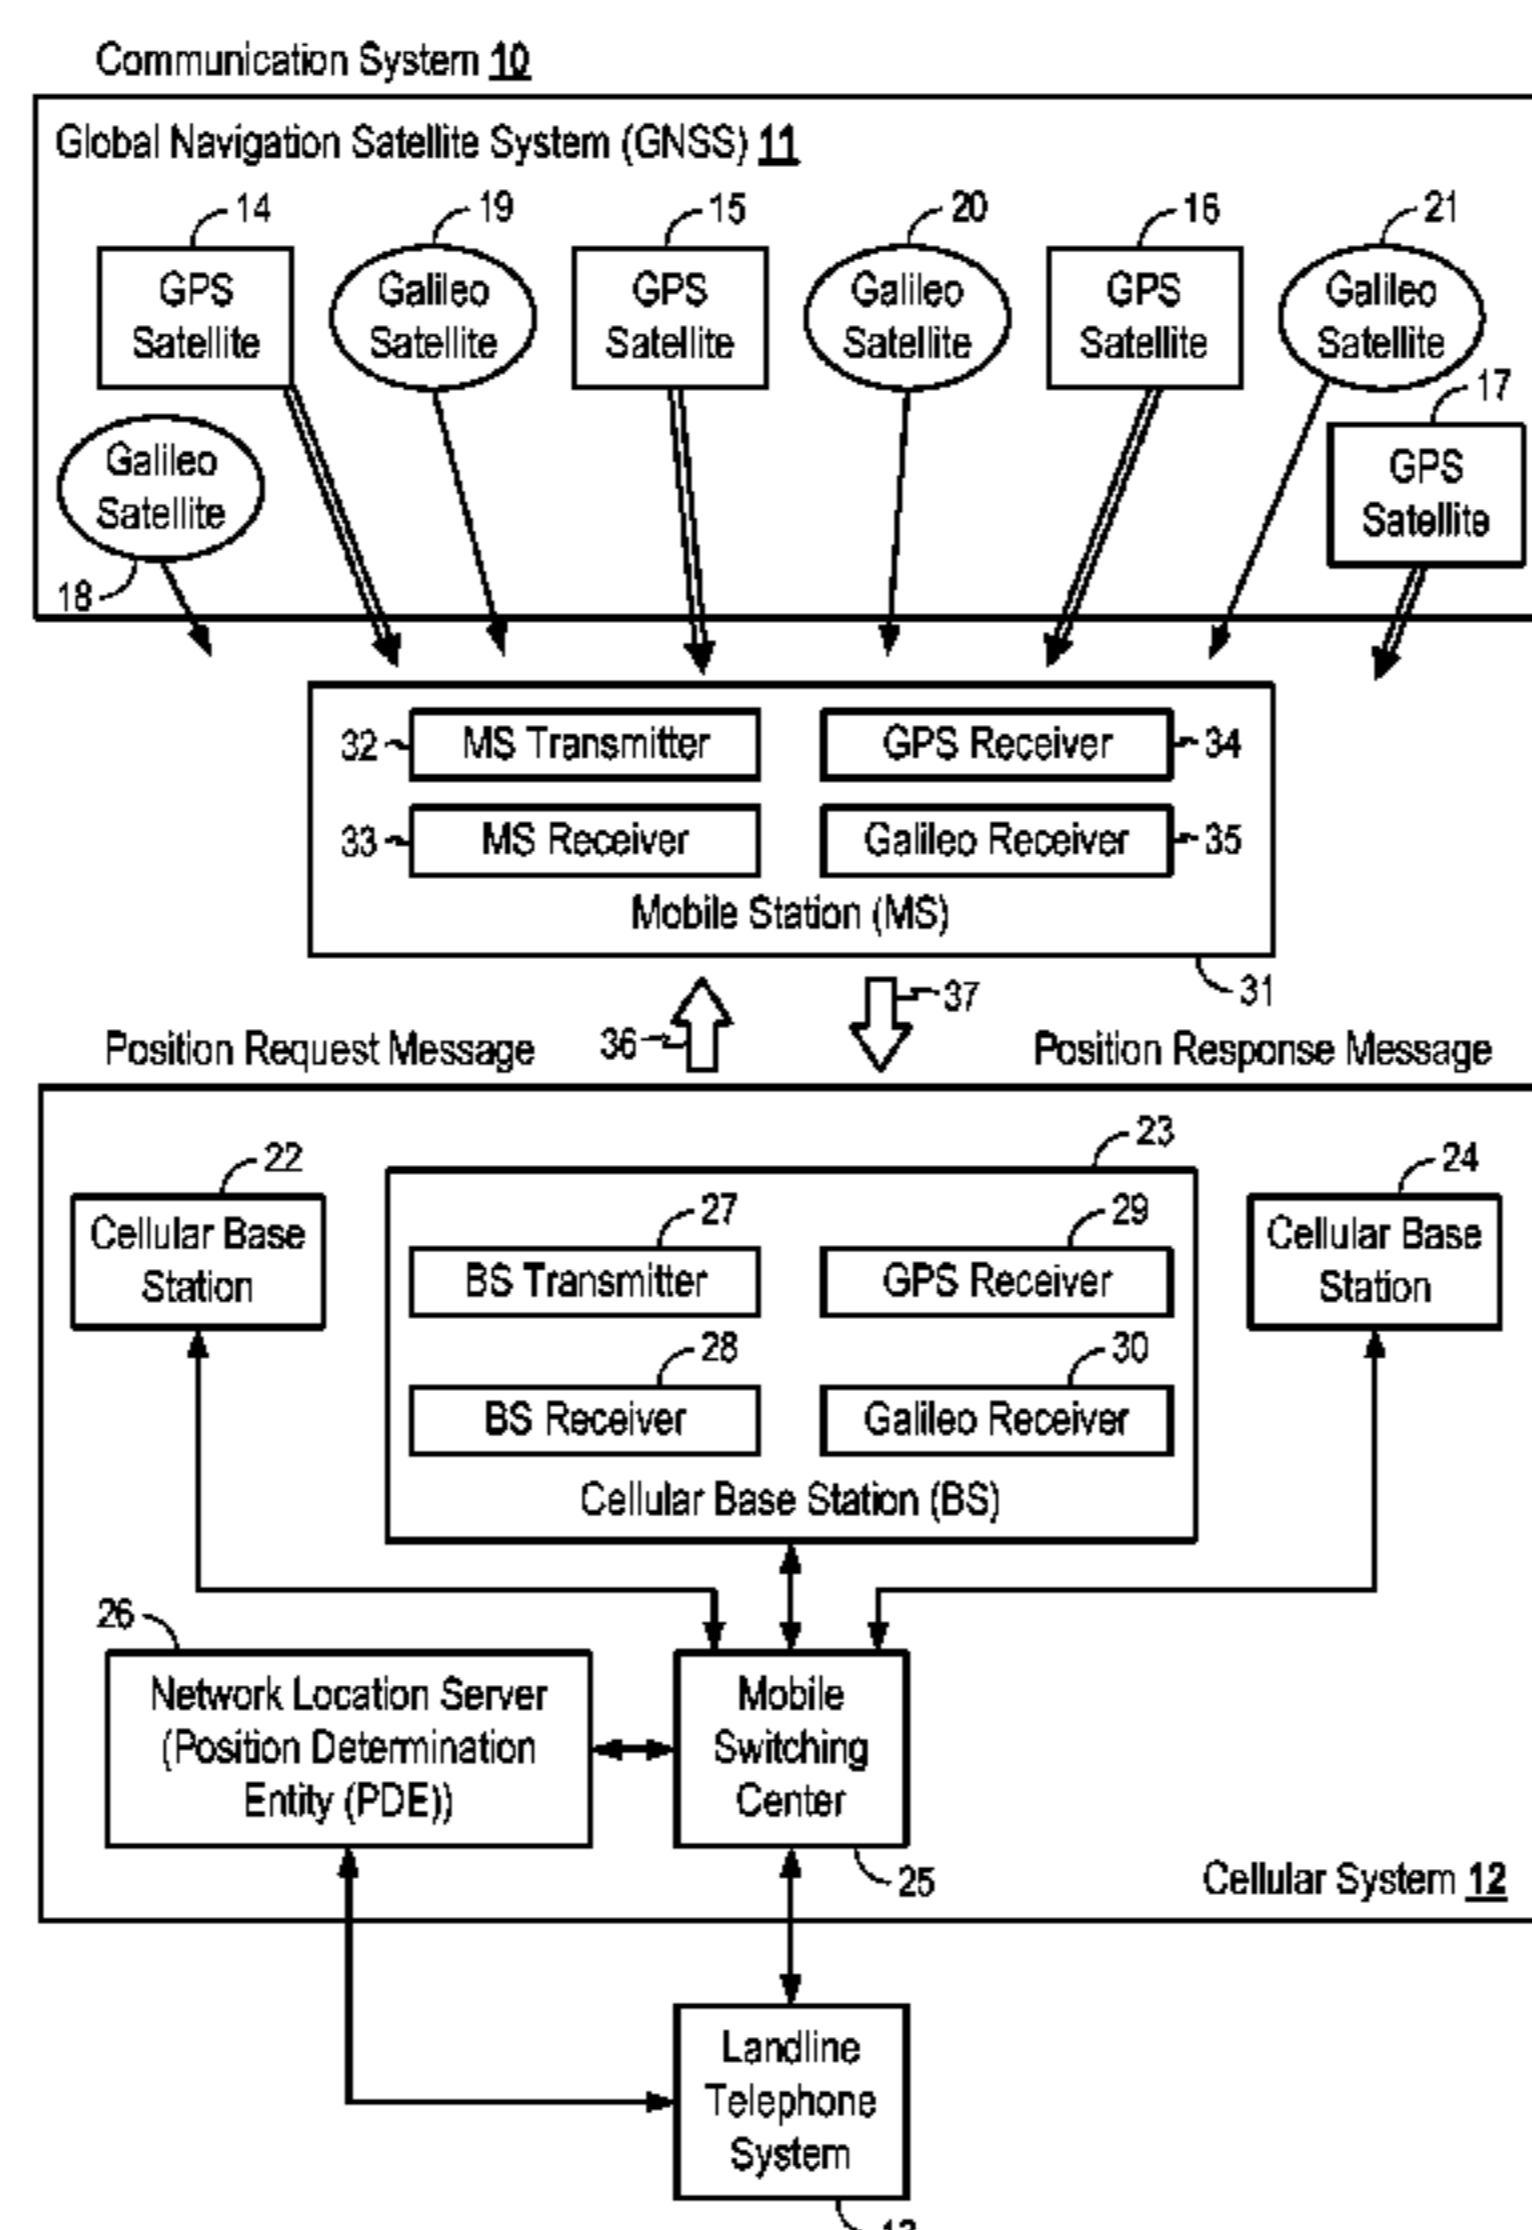 Communication System 10
Global Navigation Satellite System (GNSS) 11
14
19
15
20
16
21
GPS
Satellite
Galileo
Satellite
GPS
Satellite
Galileo
Satellite
GPS
Satellite
Galileo
Satellite
17
Galileo
Satellite
GPS
Satellite
18
32
MS Transmitter
GPS Receiver
34
33
MS Receiver
Galileo Receiver
35
Mobile Station (MS)
31
Position Request Message
36
37
Position Response Message
23
22
24
Cellular Base
Station
27
29
Cellular Base
Station
BS Transmitter
GPS Receiver
28
30
BS Receiver
Galileo Receiver
Cellular Base Station (BS)
26
Network Location Server
(Position Determination
Entity (PDE))
Mobile
Switching
Center
25
Cellular System 12
Landline
Telephone
System